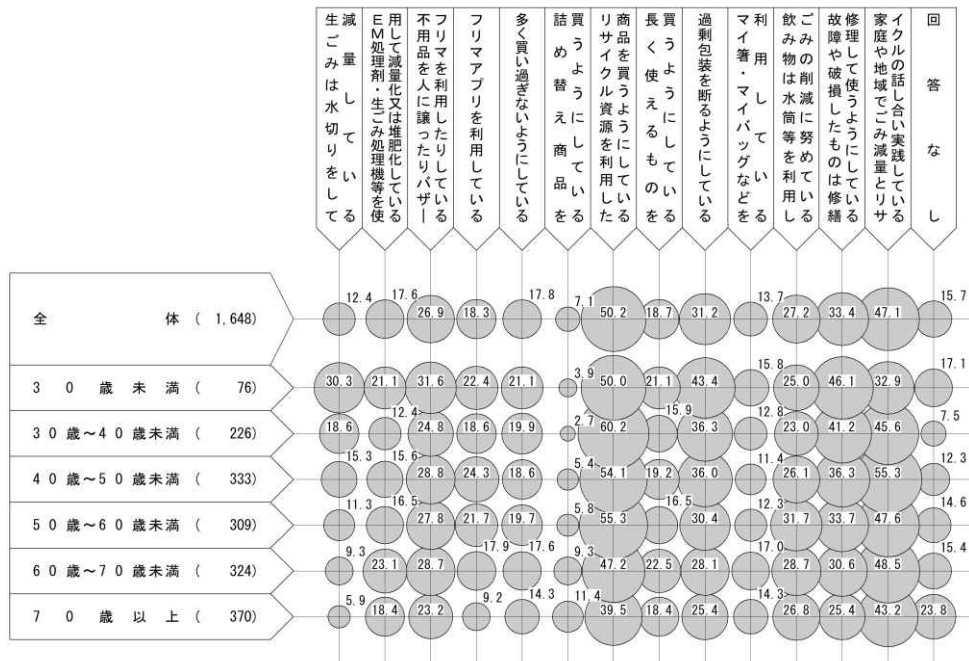 生ごみは水切りをして
減量している
ＥＭ処理剤・生ごみ処理機等を使
用して減量化又は堆肥化している
不用品を人に譲ったりバザー
フリマを利用したりしている
フリマアプリを利用している
多く買い過ぎないようにしている
詰め替え商品を
買うようにしている
リサイクル資源を利用した
商品を買うようにしている
長く使えるものを
買うようにしている
過剰包装を断るようにしている
マイ箸・マイバッグなどを
利用している
飲み物は水筒等を利用し
ごみの削減に努めている
故障や破損したものは修繕
修理して使うようにしている
家庭や地域でごみ減量とリサ
イクルの話し合い実践している
回答なし
全体 ( 1,648) 12.4 17.6 26.9 18.3 17.8 7.1 50.2 18.7 31.2 13.7 27.2 33.4 47.1 15.7
３０歳未満 ( 76) 30.3 21.1 31.6 22.4 21.1 3.9 50.0 21.1 43.4 15.8 25.0 46.1 32.9 17.1
３０歳～４０歳未満 ( 226) 18.6 12.4 24.8 18.6 19.9 2.7 60.2 15.9 36.3 12.8 23.0 41.2 45.6 7.5
４０歳～５０歳未満 ( 333) 15.3 15.6 28.8 24.3 18.6 5.4 54.1 19.2 36.0 11.4 26.1 36.3 55.3 12.3
５０歳～６０歳未満 ( 309) 11.3 16.5 27.8 21.7 19.7 5.8 55.3 16.5 30.4 12.3 31.7 33.7 47.6 14.6
６０歳～７０歳未満 ( 324) 9.3 23.1 28.7 17.9 17.6 9.3 47.2 22.5 28.1 17.0 28.7 30.6 48.5 15.4
７０歳以上 ( 370) 5.9 18.4 23.2 9.2 14.3 11.4 39.5 18.4 25.4 14.3 26.8 25.4 43.2 23.8